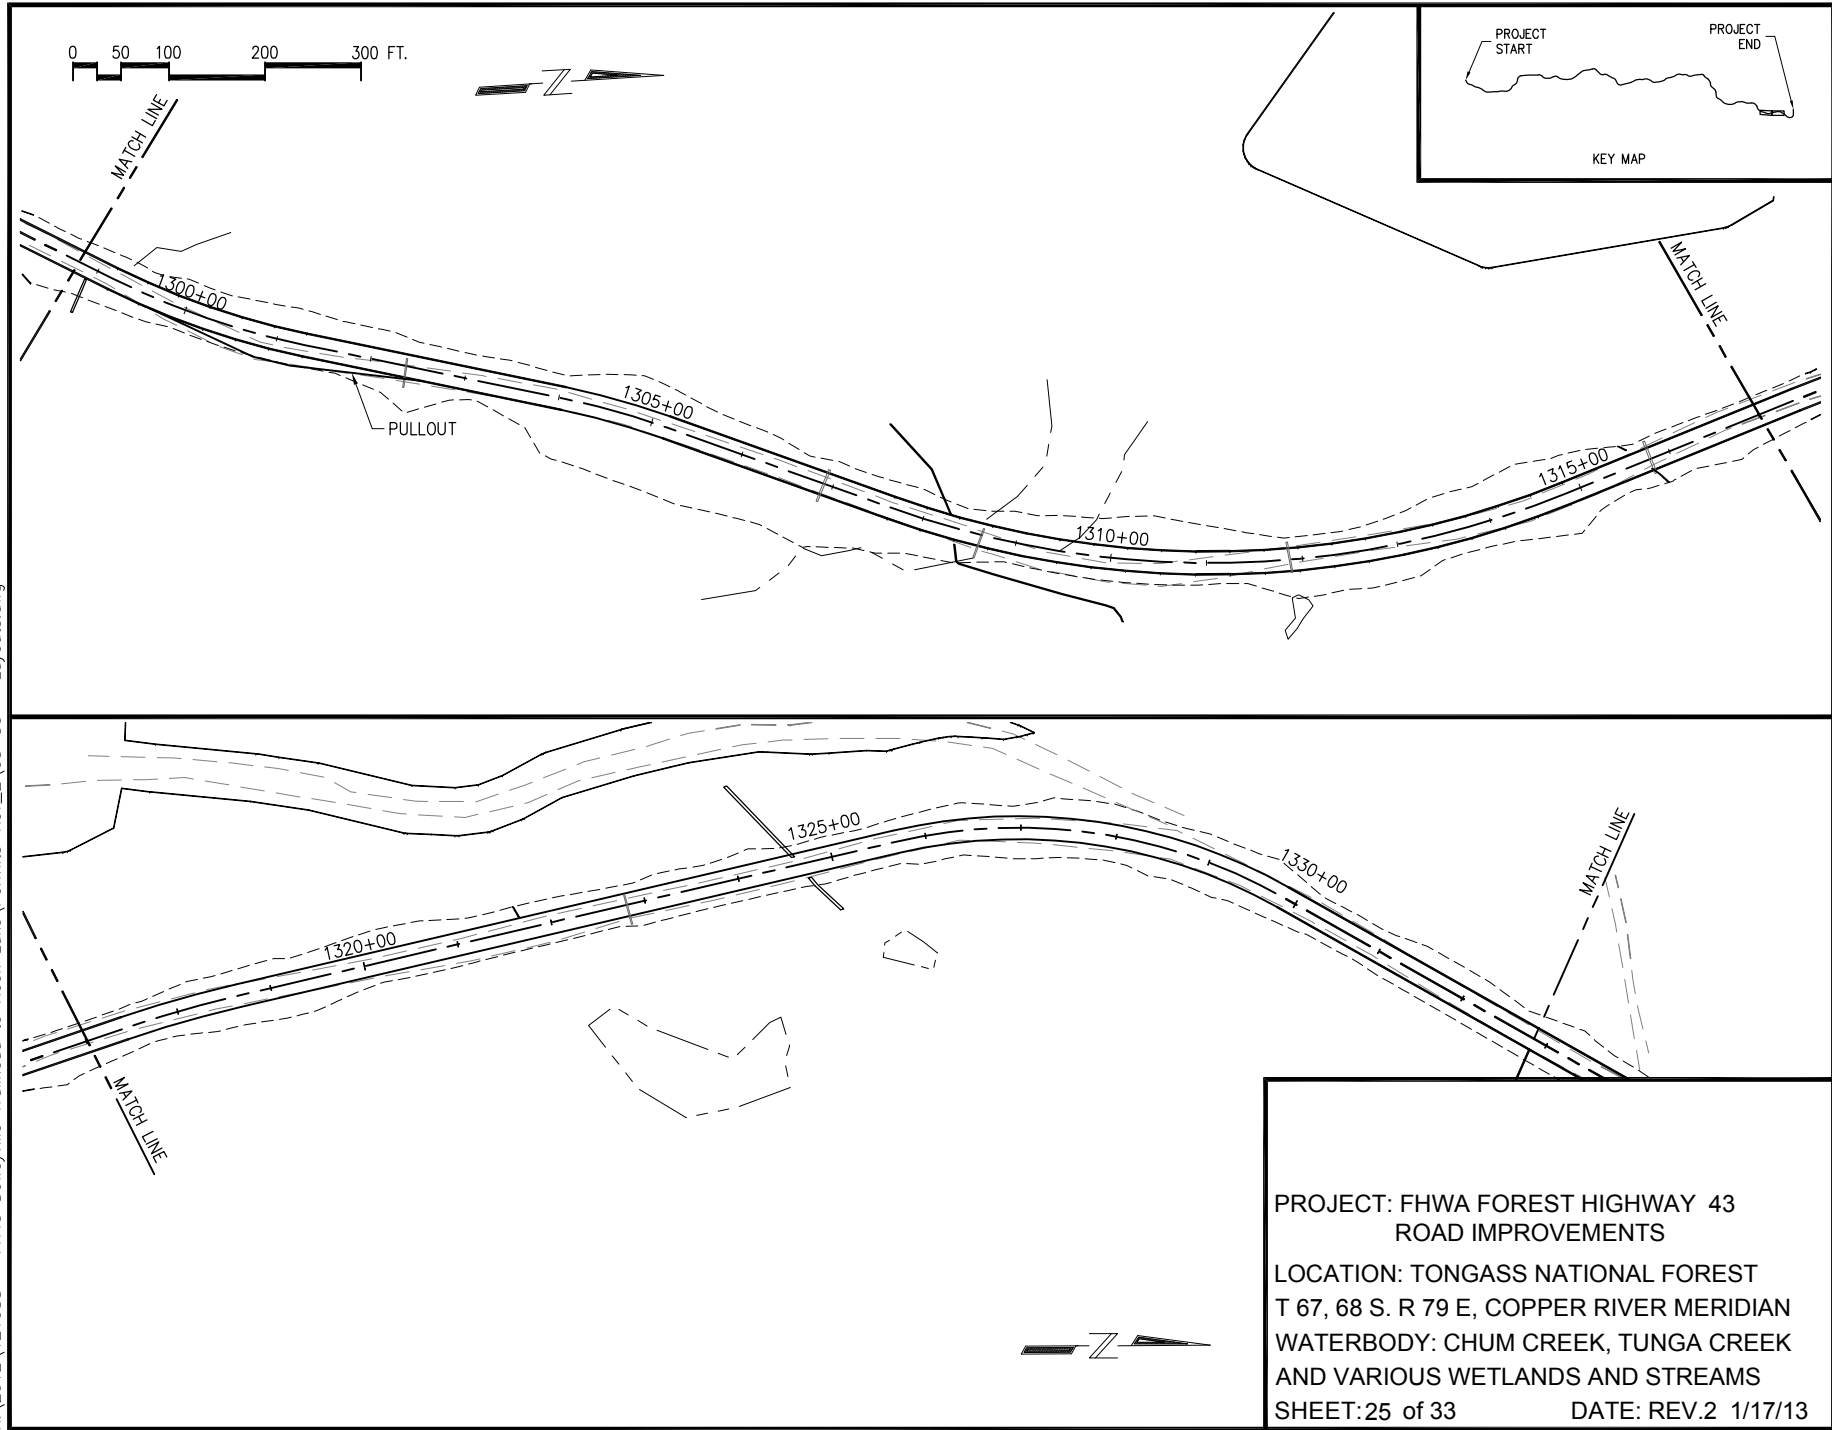 0 50 100 200 300 FT.
N
PROJECT START
PROJECT END
KEY MAP
MATCH LINE
1300+00
PULLOUT
1305+00
1310+00
1315+00
MATCH LINE
1320+00
1325+00
1330+00
MATCH LINE
MATCH LINE
N
PROJECT: FHWA FOREST HIGHWAY 43
ROAD IMPROVEMENTS
LOCATION: TONGASS NATIONAL FOREST
T 67, 68 S. R 79 E, COPPER RIVER MERIDIAN
WATERBODY: CHUM CREEK, TUNGA CREEK
AND VARIOUS WETLANDS AND STREAMS
SHEET: 25 of 33 DATE: REV.2 1/17/13